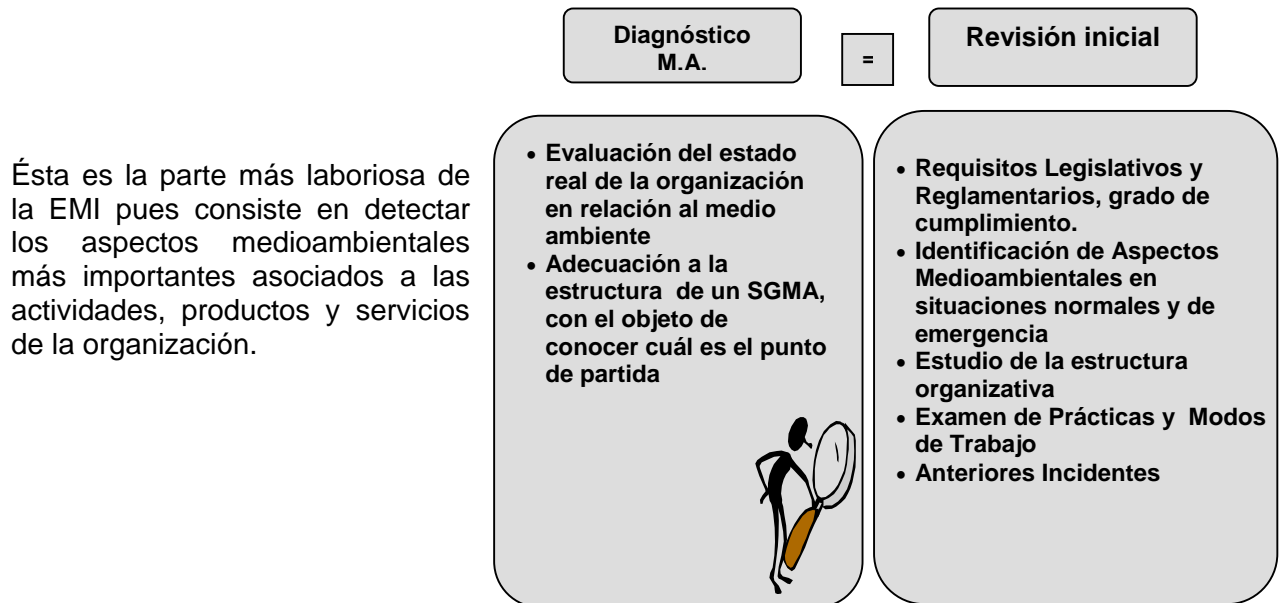 Diagnóstico
M.A.
=
Revisión inicial
Ésta es la parte más laboriosa de
la EMI pues consiste en detectar
los aspectos medioambientales
más importantes asociados a las
actividades, productos y servicios
de la organización.
• Evaluación del estado
real de la organización
en relación al medio
ambiente
• Adecuación a la
estructura de un SGMA,
con el objeto de
conocer cuál es el punto
de partida
• Requisitos Legislativos y
Reglamentarios, grado de
cumplimiento.
• Identificación de Aspectos
Medioambientales en
situaciones normales y de
emergencia
• Estudio de la estructura
organizativa
• Examen de Prácticas y Modos
de Trabajo
• Anteriores Incidentes